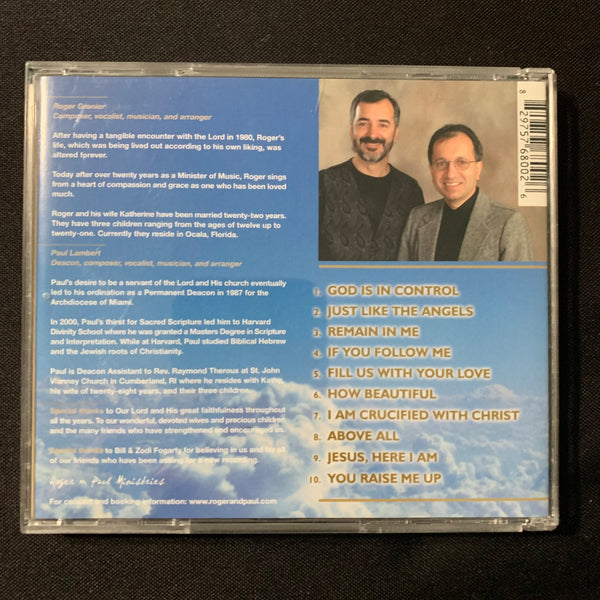 Roger Grenier
Composer, vocalist, musician, and arranger
After having a tangible encounter with the Lord in 1980, Roger's
life, which was being lived out according to his own liking, was
altered forever.
Today after over twenty years as a Minister of Music, Roger sings
from a heart of compassion and grace as one who has been loved
much.
Roger and his wife Katherine have been married twenty-two years.
They have three children ranging from the ages of twelve up to
twenty-one. Currently they reside in Ocala, Florida.
Paul Lambert
Deacon, composer, vocalist, musician, and arranger
Paul's desire to be a servant of the Lord and His church eventually
led to his ordination as a Permanent Deacon in 1987 for the
Archdiocese of Miami.
In 2000, Paul's thirst for Sacred Scripture led him to Harvard
Divinity School where he was granted a Masters Degree in Scripture
and Interpretation. While at Harvard, Paul studied Biblical Hebrew
and the Jewish roots of Christianity.
Paul is Deacon Assistant to Rev. Raymond Theroux at St. John
Vianney Church in Cumberland, RI where he resides with Kathy,
his wife of twenty-eight years, and their three children.
Special thanks to Our Lord and His great faithfulness throughout
all the years. To our wonderful, devoted wives and precious children
and the many friends who have strengthened and encouraged us.
Special thanks to Bill & Zodi Fogarty for believing in us and for all
of our friends who have been asking for a new recording.
Roger n Paul Ministries
For concert and booking information: www.rogerandpaul.com
8 29757 68002 6
1. GOD IS IN CONTROL
2. JUST LIKE THE ANGELS
3. REMAIN IN ME
4. IF YOU FOLLOW ME
5. FILL US WITH YOUR LOVE
6. HOW BEAUTIFUL
7. I AM CRUCIFIED WITH CHRIST
8. ABOVE ALL
9. JESUS, HERE I AM
10. YOU RAISE ME UP